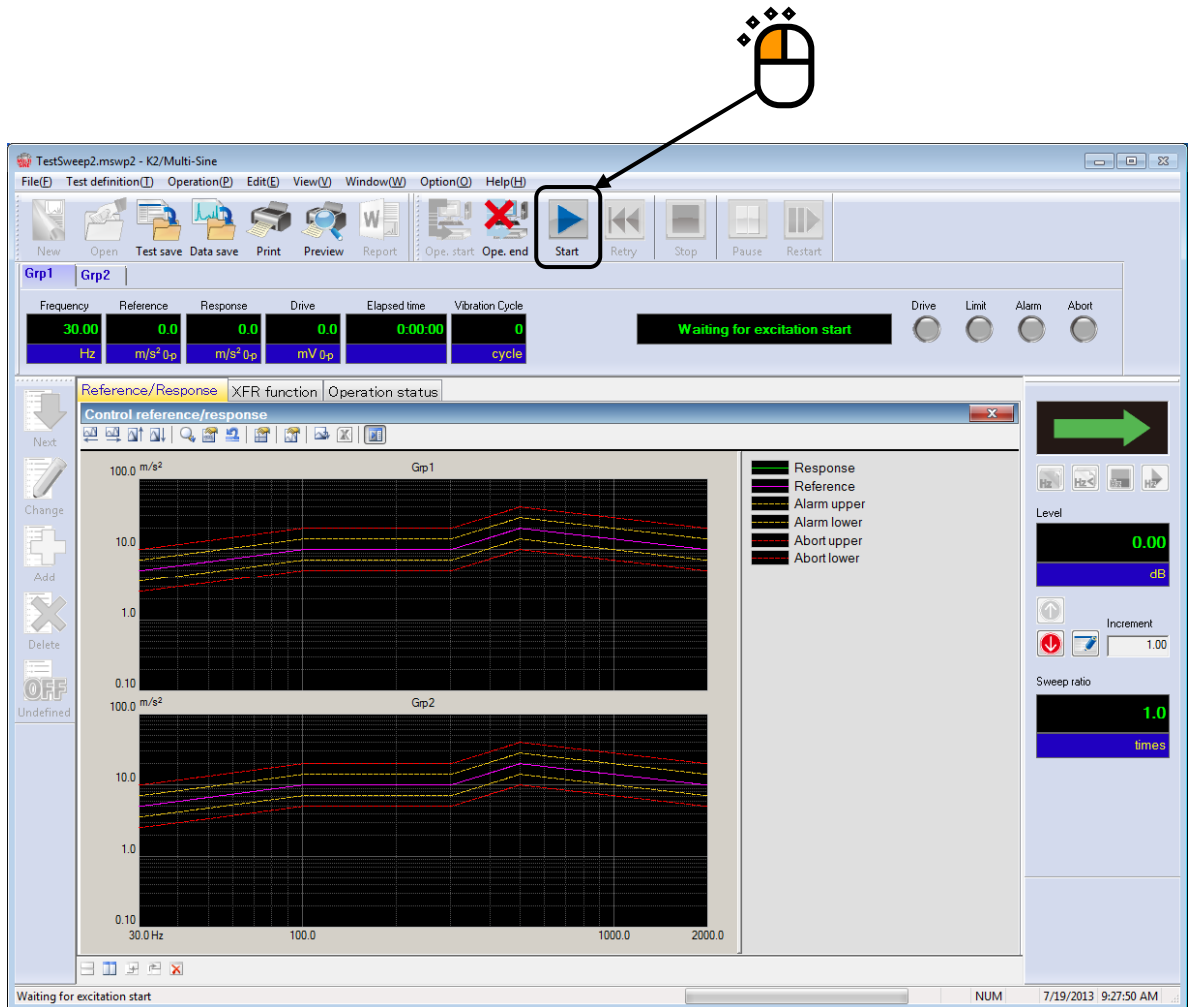 TestSweep2.mswp2 - K2/Multi-Sine
File(F) Test definition(T) Operation(P) Edit(E) View(V) Window(W) Option(O) Help(H)
New Open Test save Data save Print Preview Report Ope. start Ope. end Start Retry Stop Pause Restart
Grp1 Grp2
Frequency Reference Response Drive Elapsed time Vibration Cycle Drive Limit Alarm Abort
30.00 0.0 0.0 0.0 0:00:00 0 Waiting for excitation start
Hz m/s² 0-p m/s² 0-p mV 0-p cycle
Reference/Response XFR function Operation status
Control reference/response
Next
Change
Add
Delete
OFF
Undefined
100.0 m/s² Grp1
10.0
1.0
0.10
100.0 m/s² Grp2
10.0
1.0
0.10
30.0 Hz 100.0 1000.0 2000.0
Response
Reference
Alarm upper
Alarm lower
Abort upper
Abort lower
Level
0.00
dB
Increment
1.00
Sweep ratio
1.0
times
Waiting for excitation start NUM 7/19/2013 9:27:50 AM